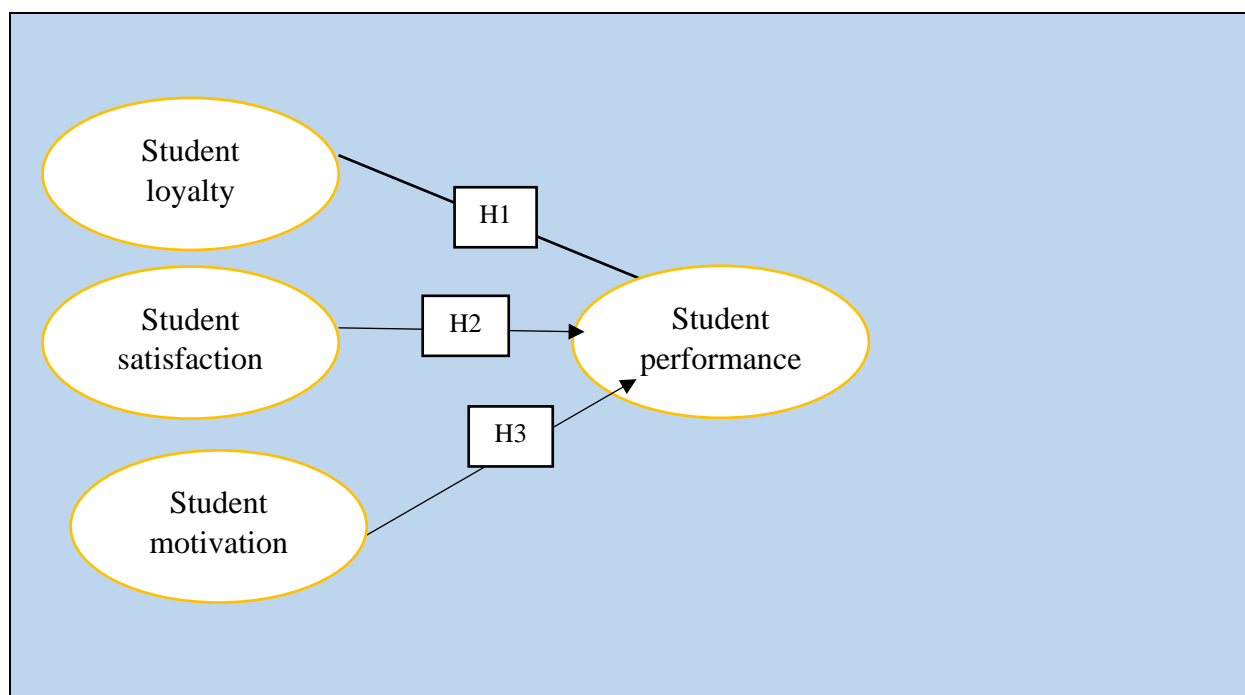 Student
loyalty
H1
Student
satisfaction
H2
Student
performance
H3
Student
motivation